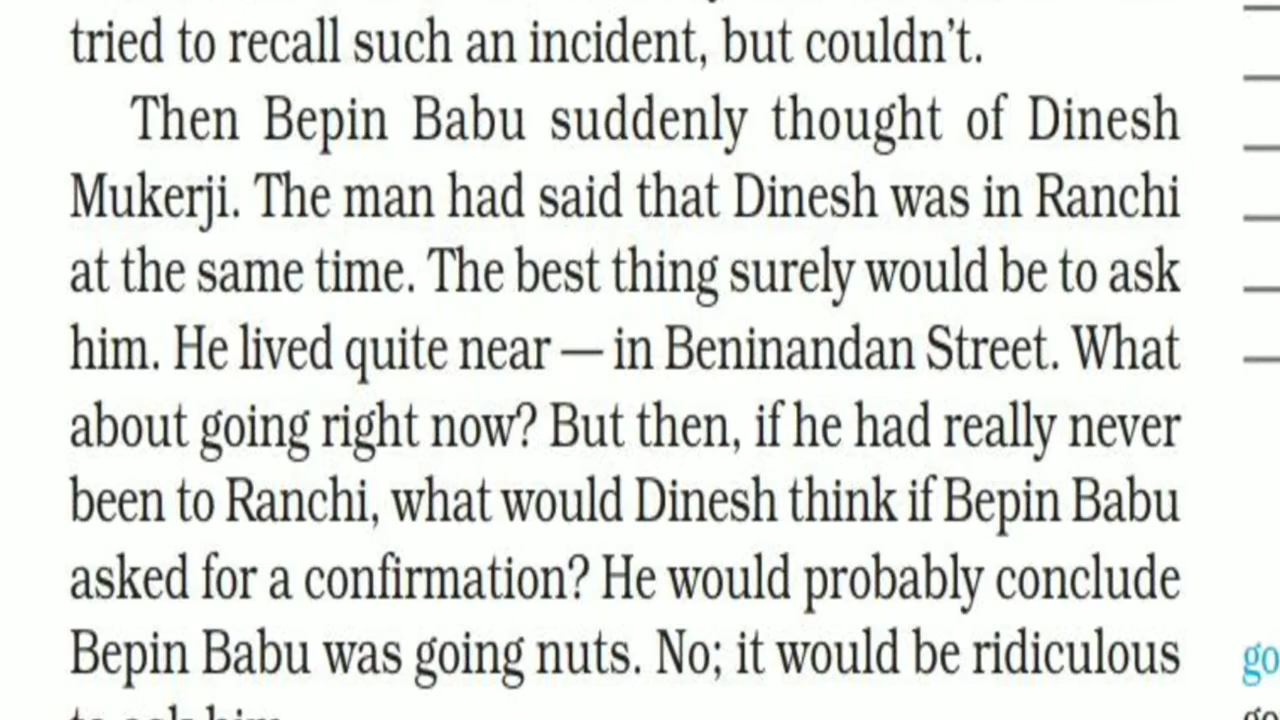 tried to recall such an incident, but couldn't.
Then Bepin Babu suddenly thought of Dinesh
Mukerji. The man had said that Dinesh was in Ranchi
at the same time. The best thing surely would be to ask
him. He lived quite near — in Beninandan Street. What
about going right now? But then, if he had really never
been to Ranchi, what would Dinesh think if Bepin Babu
asked for a confirmation? He would probably conclude
Bepin Babu was going nuts. No; it would be ridiculous
to ask him.
go